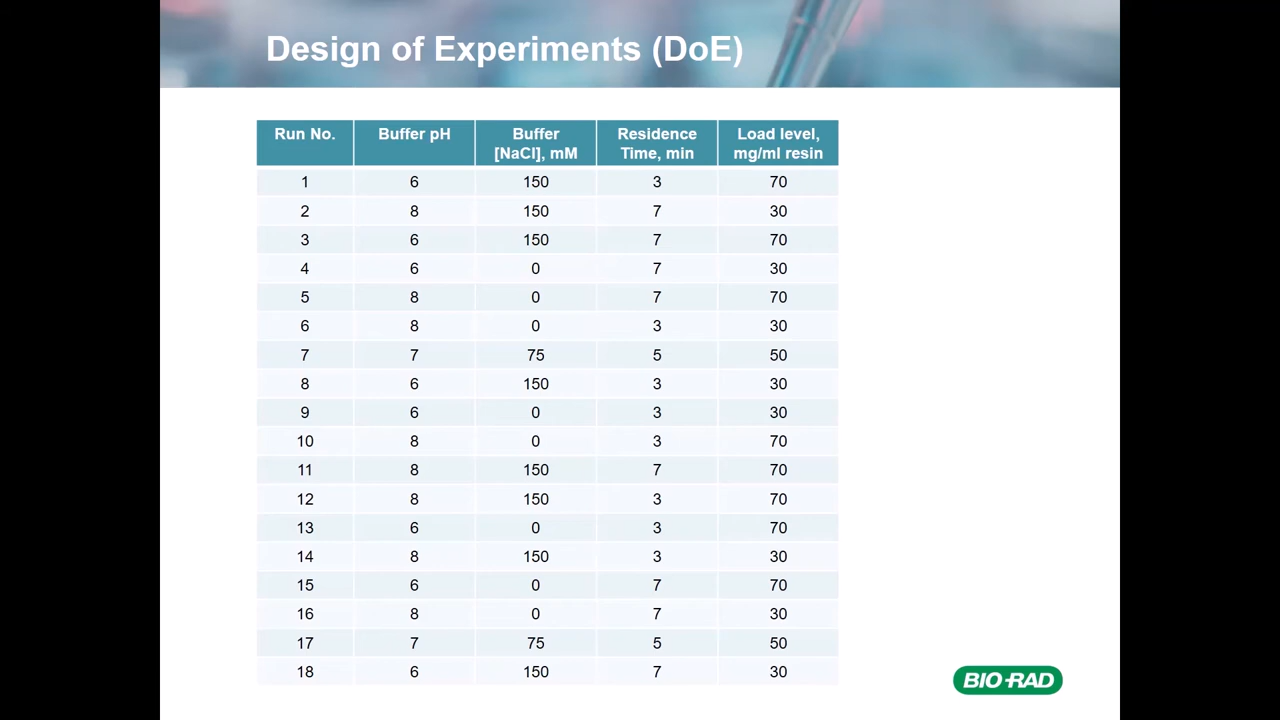 Design of Experiments (DoE)
Run No. Buffer pH Buffer [NaCl], mM Residence Time, min Load level, mg/ml resin
1 6 150 3 70
2 8 150 7 30
3 6 150 7 70
4 6 0 7 30
5 8 0 7 70
6 8 0 3 30
7 7 75 5 50
8 6 150 3 30
9 6 0 3 30
10 8 0 3 70
11 8 150 7 70
12 8 150 3 70
13 6 0 3 70
14 8 150 3 30
15 6 0 7 70
16 8 0 7 30
17 7 75 5 50
18 6 150 7 30
BIO-RAD